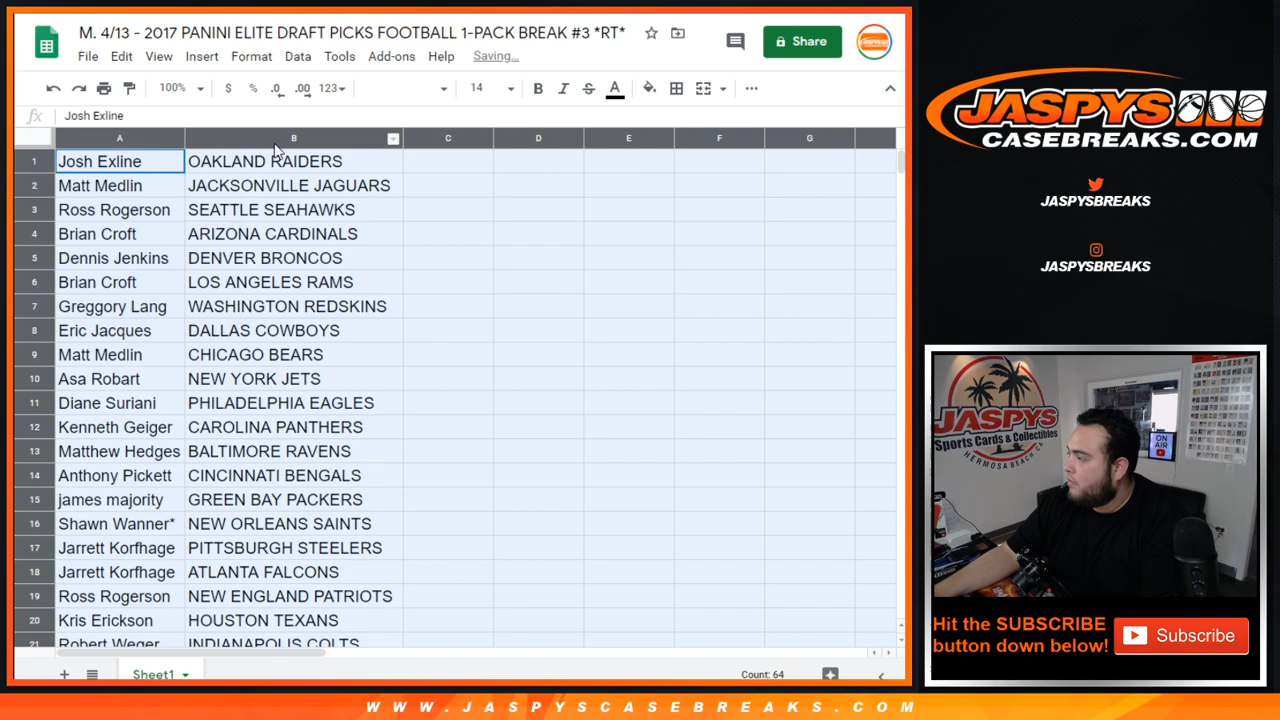 M. 4/13 - 2017 PANINI ELITE DRAFT PICKS FOOTBALL 1-PACK BREAK #3 *RT*
File Edit View Insert Format Data Tools Add-ons Help Saving...
Share
100% $ % .0 .00 123 14 B I S A
fx Josh Exline
A B C D E F G
1 Josh Exline OAKLAND RAIDERS
2 Matt Medlin JACKSONVILLE JAGUARS
3 Ross Rogerson SEATTLE SEAHAWKS
4 Brian Croft ARIZONA CARDINALS
5 Dennis Jenkins DENVER BRONCOS
6 Brian Croft LOS ANGELES RAMS
7 Greggory Lang WASHINGTON REDSKINS
8 Eric Jacques DALLAS COWBOYS
9 Matt Medlin CHICAGO BEARS
10 Asa Robart NEW YORK JETS
11 Diane Suriani PHILADELPHIA EAGLES
12 Kenneth Geiger CAROLINA PANTHERS
13 Matthew Hedges BALTIMORE RAVENS
14 Anthony Pickett CINCINNATI BENGALS
15 james majority GREEN BAY PACKERS
16 Shawn Wanner* NEW ORLEANS SAINTS
17 Jarrett Korfhage PITTSBURGH STEELERS
18 Jarrett Korfhage ATLANTA FALCONS
19 Ross Rogerson NEW ENGLAND PATRIOTS
20 Kris Erickson HOUSTON TEXANS
21 Robert Weger INDIANAPOLIS COLTS
Sheet1
Count: 64
JASPYS
CASEBREAKS.COM
JASPYSBREAKS
JASPYSBREAKS
JASPYS
Sports Cards & Collectibles
HERMOSA BEACH, CA
ON
AIR
Hit the SUBSCRIBE
button down below!
Subscribe
WWW.JASPYSCASEBREAKS.COM